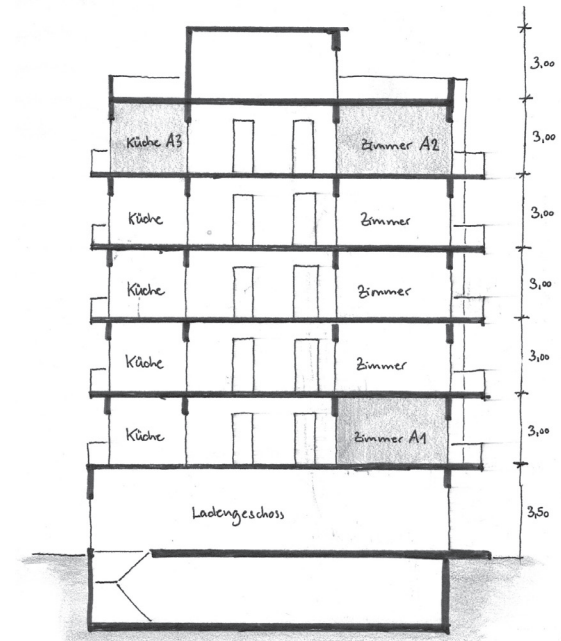 3,00
Küche A3
Zimmer A2
3,00
Küche
Zimmer
3,00
Küche
Zimmer
3,00
Küche
Zimmer
3,00
Küche
Zimmer A1
3,00
Ladengeschoss
3,50